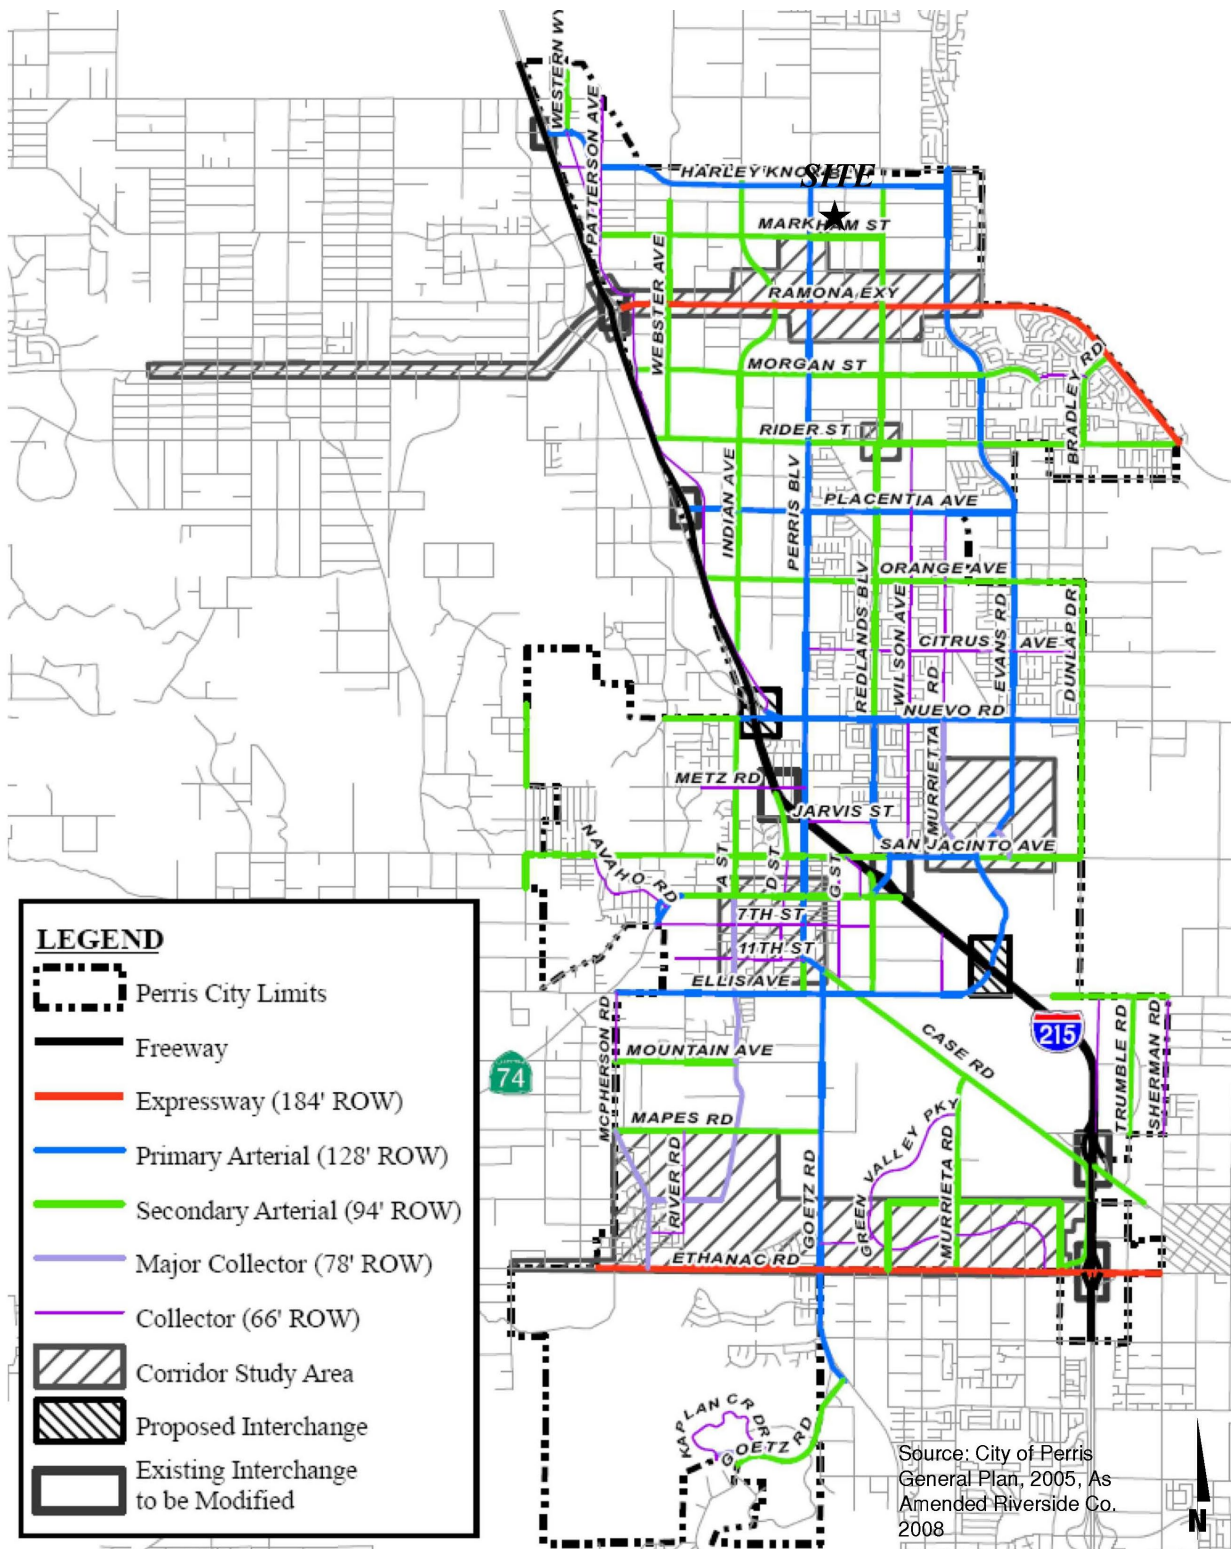 WESTERN WY
PATTERSON AVE
HARLEY KNOX BLV
SITE
MARKHAM ST
WEBSTER AVE
RAMONA EXY
MORGAN ST
BRADLEY RD
RIDER ST
INDIAN AVE
PERRIS BLV
PLACENTIA AVE
ORANGE AVE
REDLANDS BLV
WILSON AVE
CITRUS AVE
EVANS RD
DUNLAP DR
NUEVO RD
MURRIETTA RD
METZ RD
JARVIS ST
SAN JACINTO AVE
NAVAHO RD
A ST
D ST
G ST
7TH ST
11TH ST
ELLIS AVE
MCPHERSON RD
MOUNTAIN AVE
CASE RD
215
74
TRUMBLE RD
SHERMAN RD
MAPES RD
RIVER RD
GOETZ RD
GREEN VALLEY PKY
MURRIETA RD
ETHANAC RD
KAPLAN CR DR
GOETZ RD
LEGEND
Perris City Limits
Freeway
Expressway (184' ROW)
Primary Arterial (128' ROW)
Secondary Arterial (94' ROW)
Major Collector (78' ROW)
Collector (66' ROW)
Corridor Study Area
Proposed Interchange
Existing Interchange
to be Modified
Source: City of Perris
General Plan, 2005, As
Amended Riverside Co.
2008
N